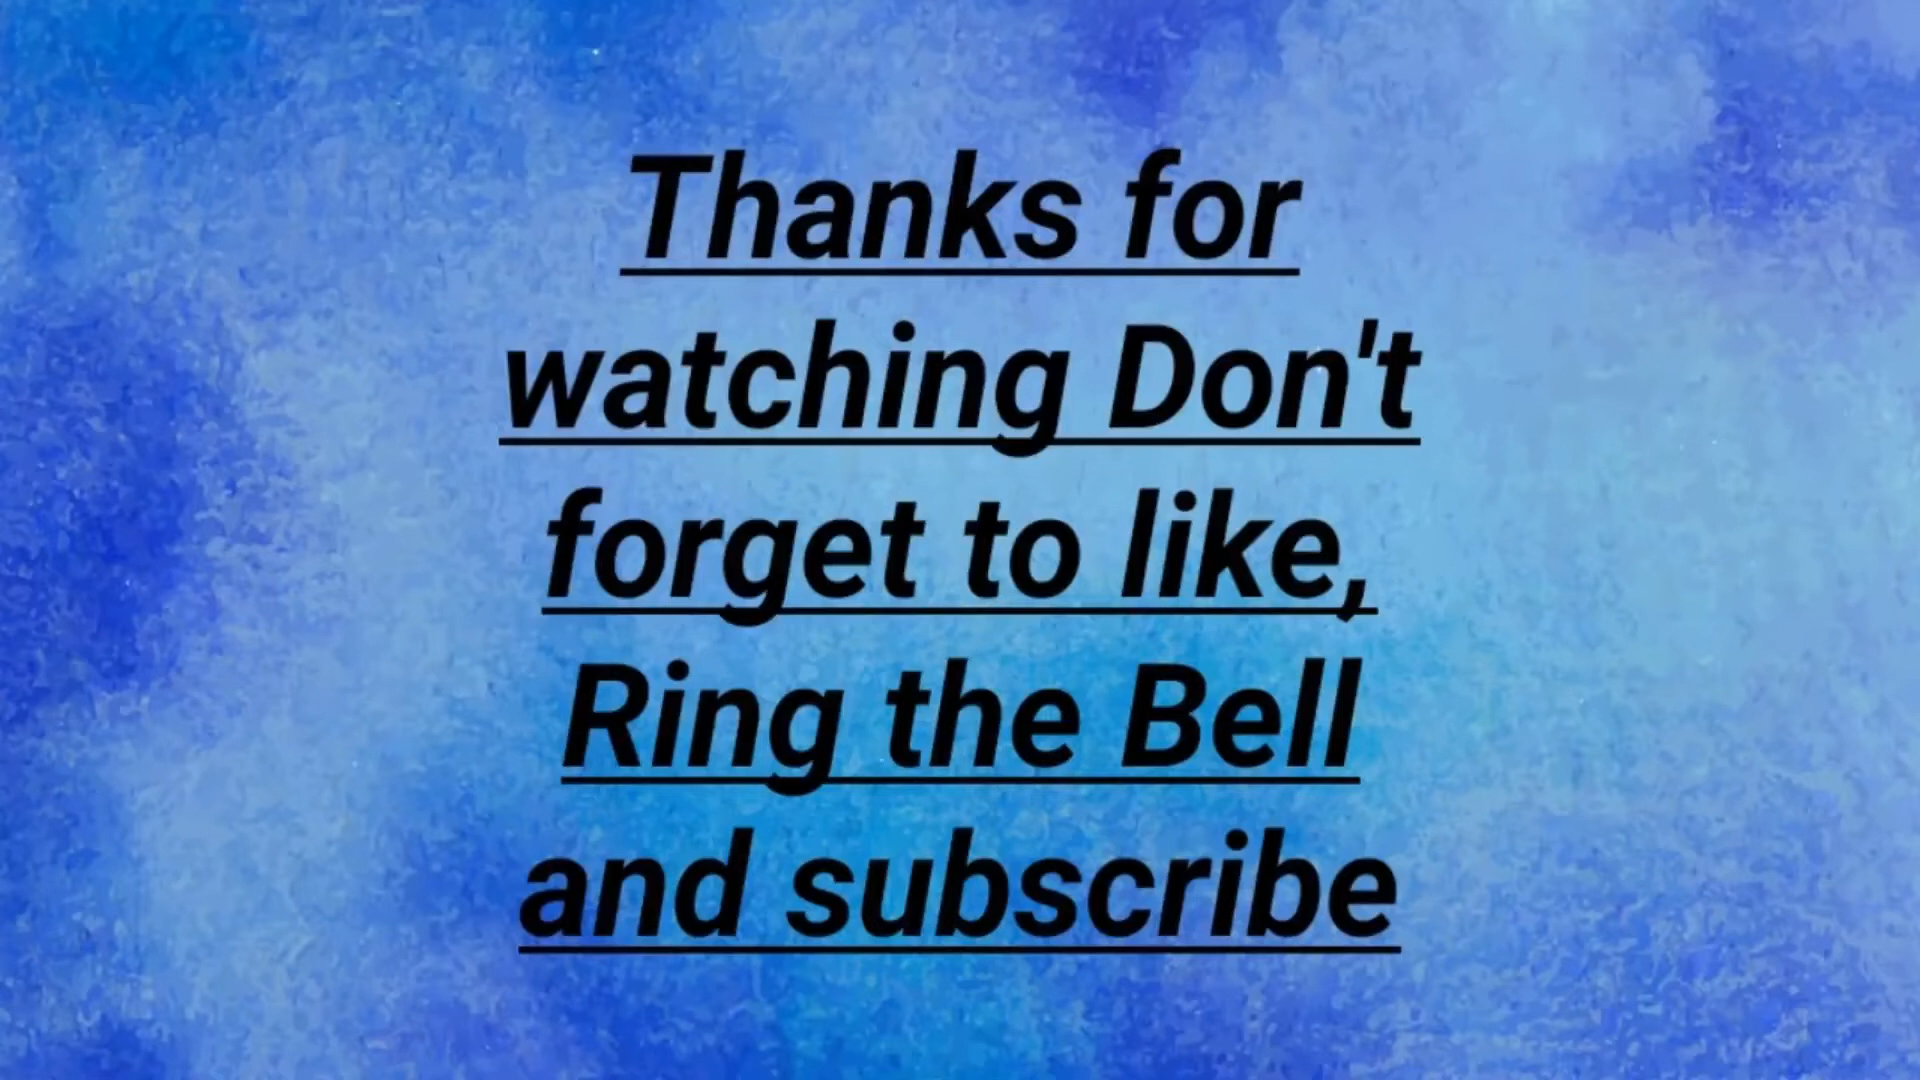 Thanks for
watching Don't
forget to like,
Ring the Bell
and subscribe